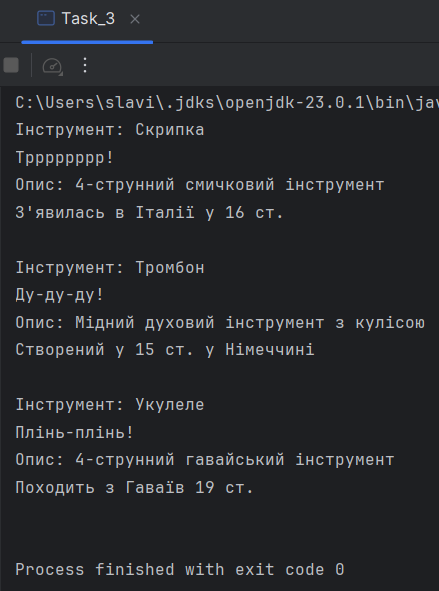 Task_3
C:\Users\slavi\.jdks\openjdk-23.0.1\bin\jav
Інструмент: Скрипка
Тррррррр!
Опис: 4-струнний смичковий інструмент
З'явилась в Італії у 16 ст.
Інструмент: Тромбон
Ду-ду-ду!
Опис: Мідний духовий інструмент з кулісою
Створений у 15 ст. у Німеччині
Інструмент: Укулеле
Плінь-плінь!
Опис: 4-струнний гавайський інструмент
Походить з Гаваїв 19 ст.
Process finished with exit code 0